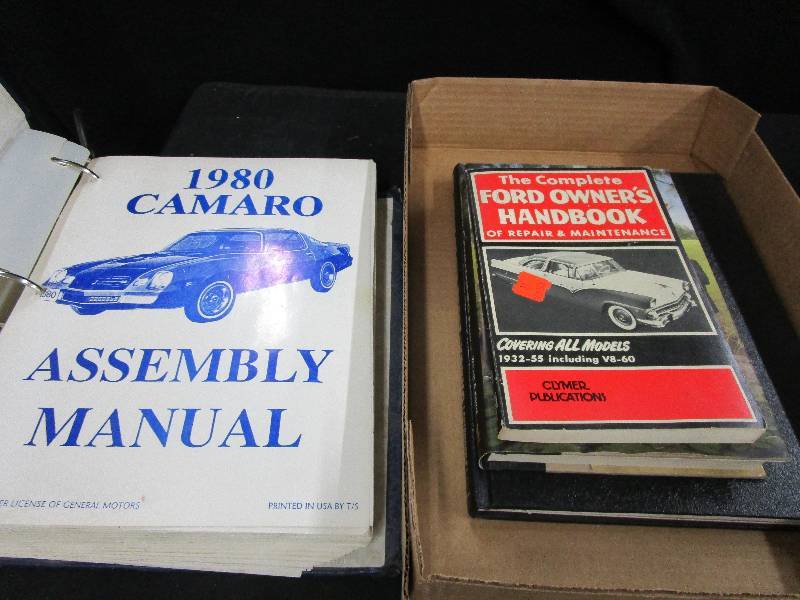 1980
CAMARO
ASSEMBLY
MANUAL
ER LICENSE OF GENERAL MOTORS
PRINTED IN USA BY T/S
The Complete
FORD OWNER'S
HANDBOOK
OF REPAIR & MAINTENANCE
COVERING ALL MODELS
1932-55 including V8-60
CLYMER
PUBLICATIONS